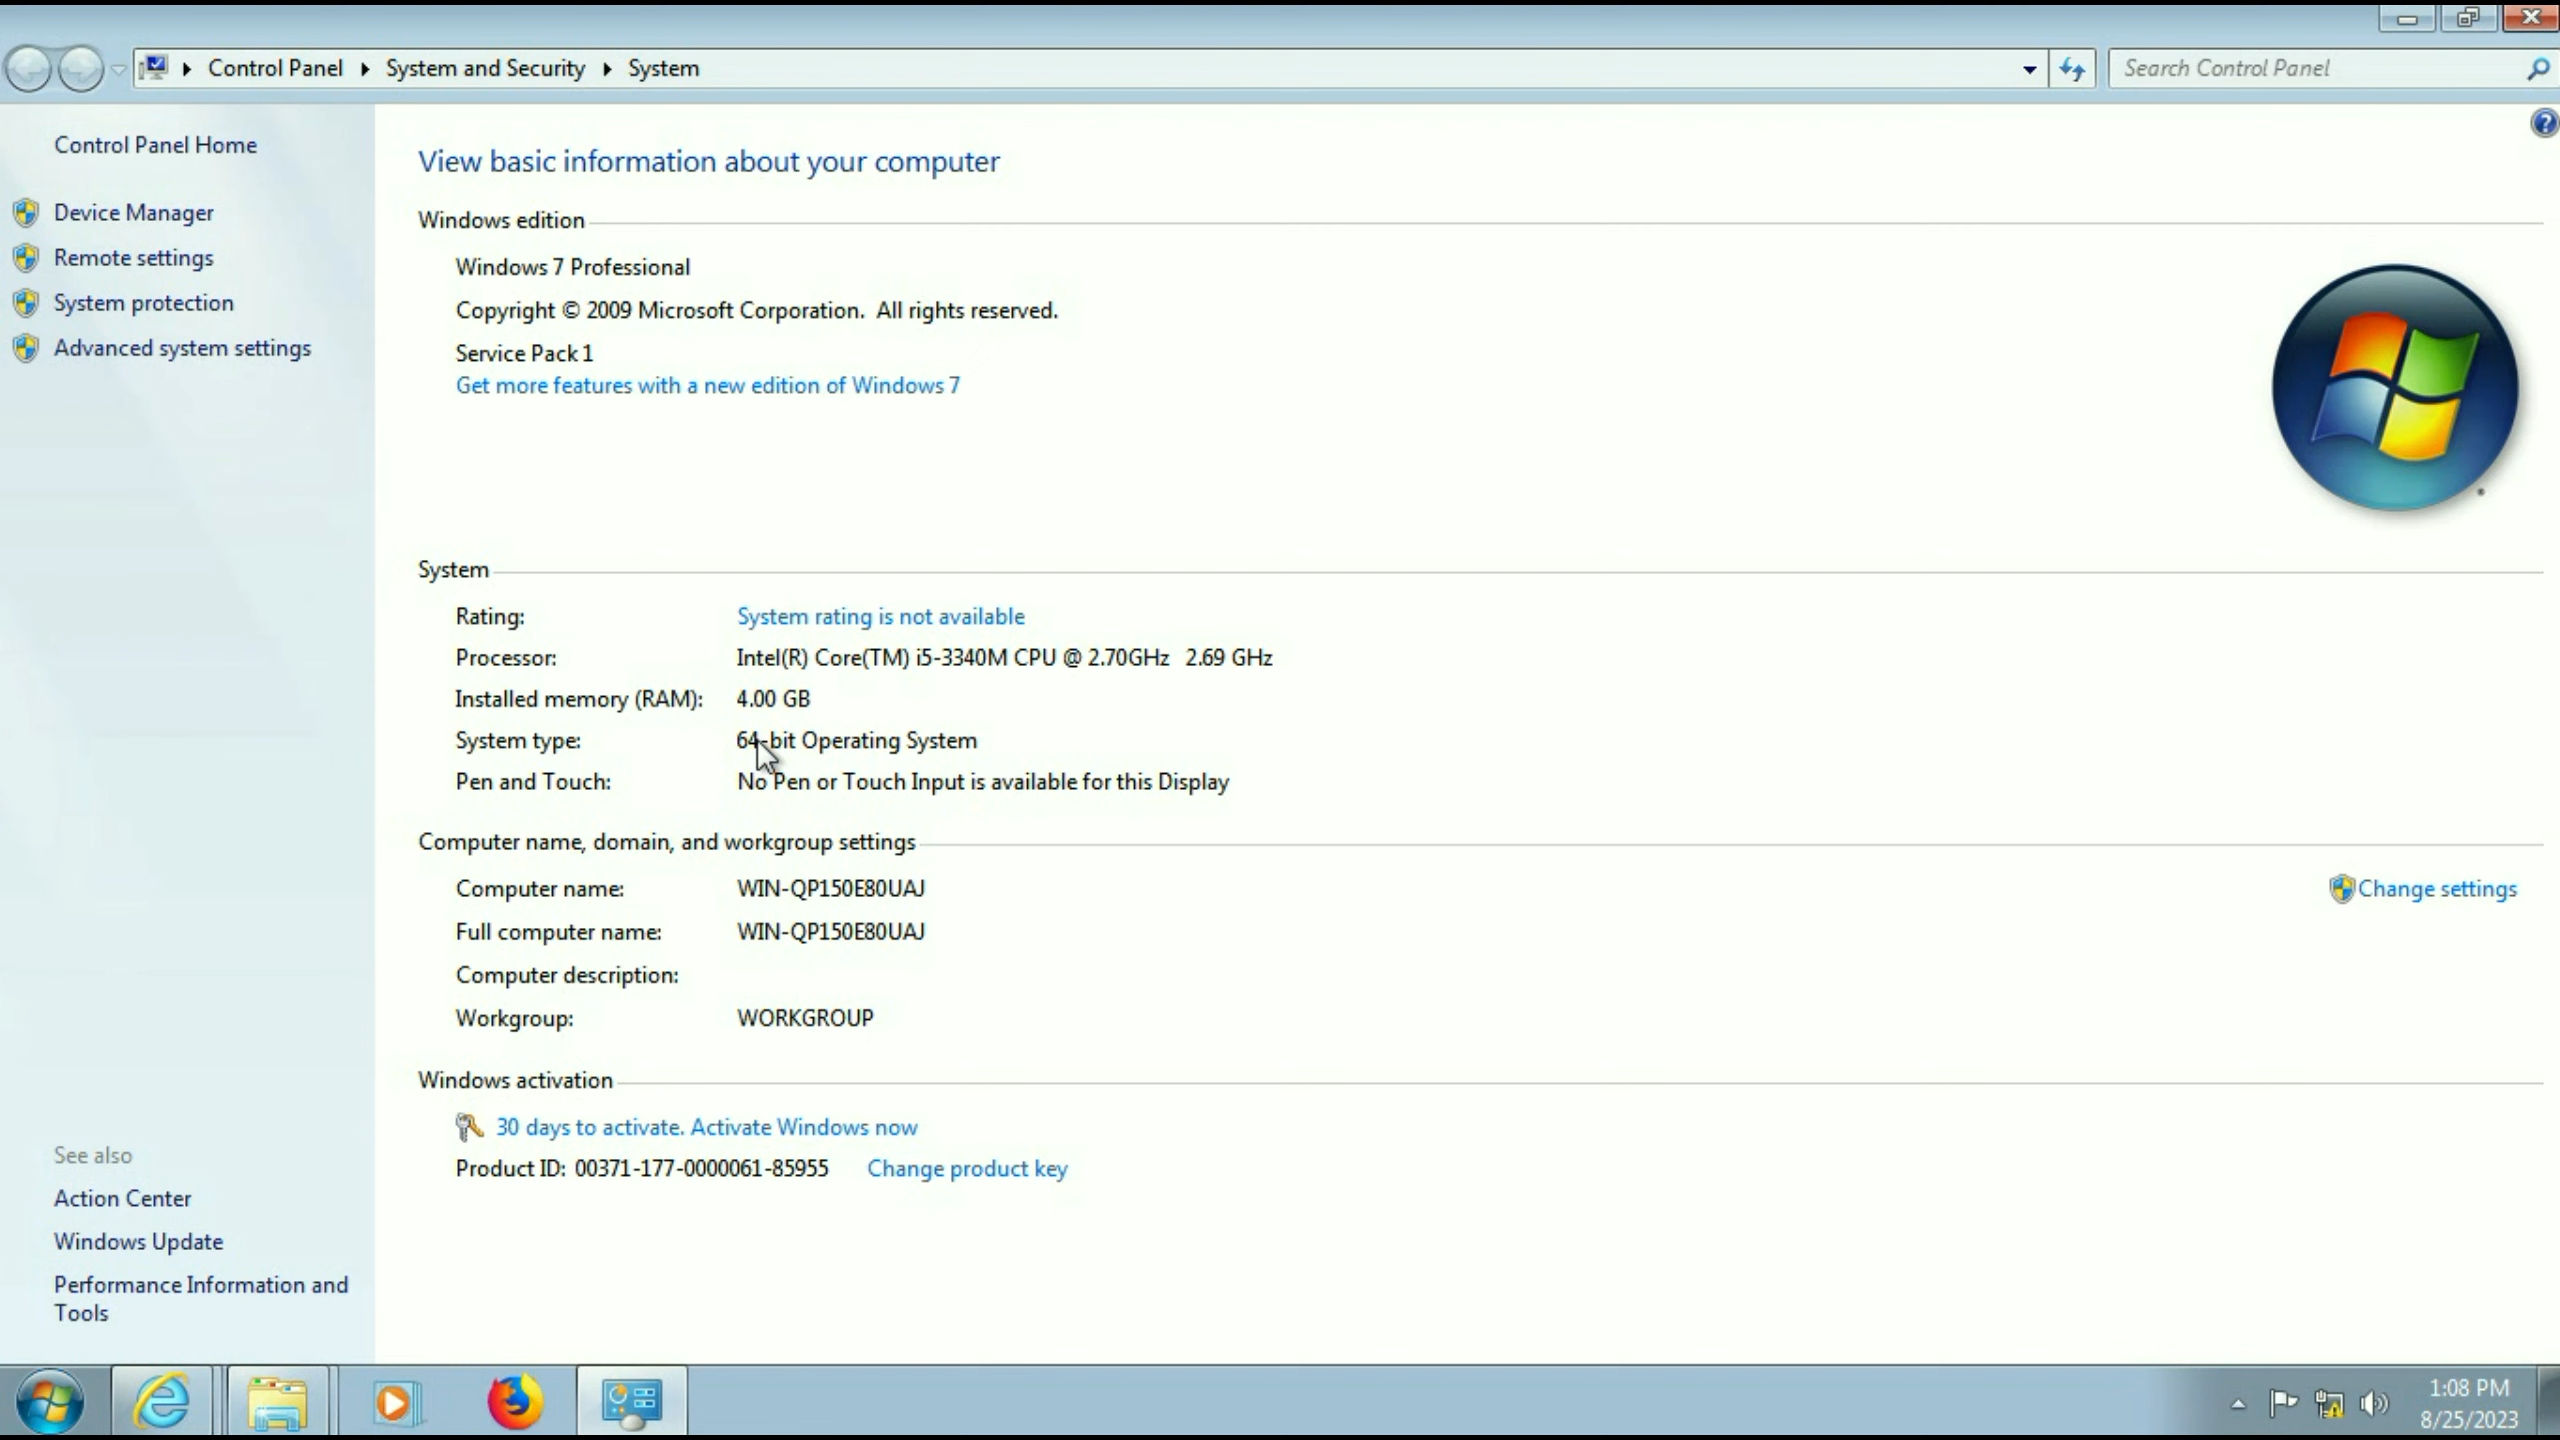 Control Panel System and Security System
Search Control Panel
Control Panel Home
Device Manager
Remote settings
System protection
Advanced system settings
See also
Action Center
Windows Update
Performance Information and
Tools
View basic information about your computer
Windows edition
Windows 7 Professional
Copyright © 2009 Microsoft Corporation. All rights reserved.
Service Pack 1
Get more features with a new edition of Windows 7
System
Rating: System rating is not available
Processor: Intel(R) Core(TM) i5-3340M CPU @ 2.70GHz 2.69 GHz
Installed memory (RAM): 4.00 GB
System type: 64-bit Operating System
Pen and Touch: No Pen or Touch Input is available for this Display
Computer name, domain, and workgroup settings
Computer name: WIN-QP150E80UAJ
Change settings
Full computer name: WIN-QP150E80UAJ
Computer description:
Workgroup: WORKGROUP
Windows activation
30 days to activate. Activate Windows now
Product ID: 00371-177-0000061-85955 Change product key
1:08 PM
8/25/2023